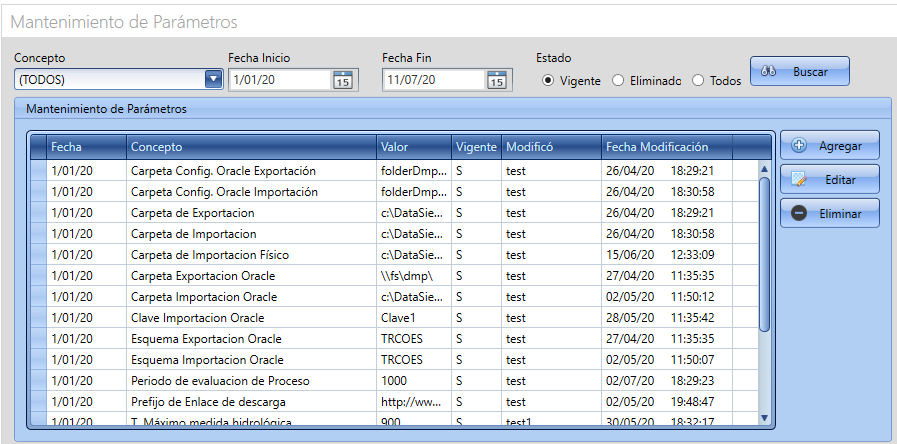 Mantenimiento de Parámetros
Concepto Fecha Inicio Fecha Fin Estado
(TODOS) 1/01/20 15 11/07/20 15 Vigente Eliminado Todos Buscar
Mantenimiento de Parámetros
Fecha Concepto Valor Vigente Modificó Fecha Modificación
1/01/20 Carpeta Config. Oracle Exportación folderDmp... S test 26/04/20 18:29:21
1/01/20 Carpeta Config. Oracle Importación folderDmp... S test 26/04/20 18:30:58
1/01/20 Carpeta de Exportacion c:\DataSie... S test 26/04/20 18:29:21
1/01/20 Carpeta de Importacion c:\DataSie... S test 26/04/20 18:30:58
1/01/20 Carpeta de Importacion Físico c:\DataSie... S test 15/06/20 12:33:09
1/01/20 Carpeta Exportacion Oracle \\fs\dmp\ S test 27/04/20 11:35:35
1/01/20 Carpeta Importacion Oracle c:\DataSie... S test 02/05/20 11:50:12
1/01/20 Clave Importacion Oracle Clave1 S test 28/05/20 11:35:42
1/01/20 Esquema Exportacion Oracle TRCOES S test 27/04/20 11:35:35
1/01/20 Esquema Importacion Oracle TRCOES S test 02/05/20 11:50:07
1/01/20 Periodo de evaluacion de Proceso 1000 S test 02/07/20 18:29:23
1/01/20 Prefijo de Enlace de descarga http://ww... S test 02/05/20 19:48:47
1/01/20 T. Máximo medida hidrológica 900 S test1 30/05/20 18:32:17
Agregar
Editar
Eliminar